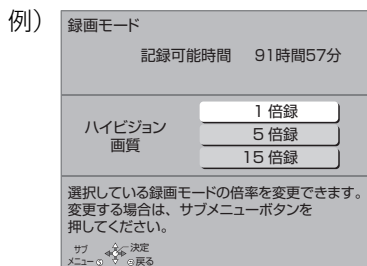 例)
録画モード
記録可能時間 91時間57分
ハイビジョン
画質
1 倍録
5 倍録
15 倍録
選択している録画モードの倍率を変更できます。
変更する場合は、サブメニューボタンを
押してください。
サブ
メニュー S
決定
戻る